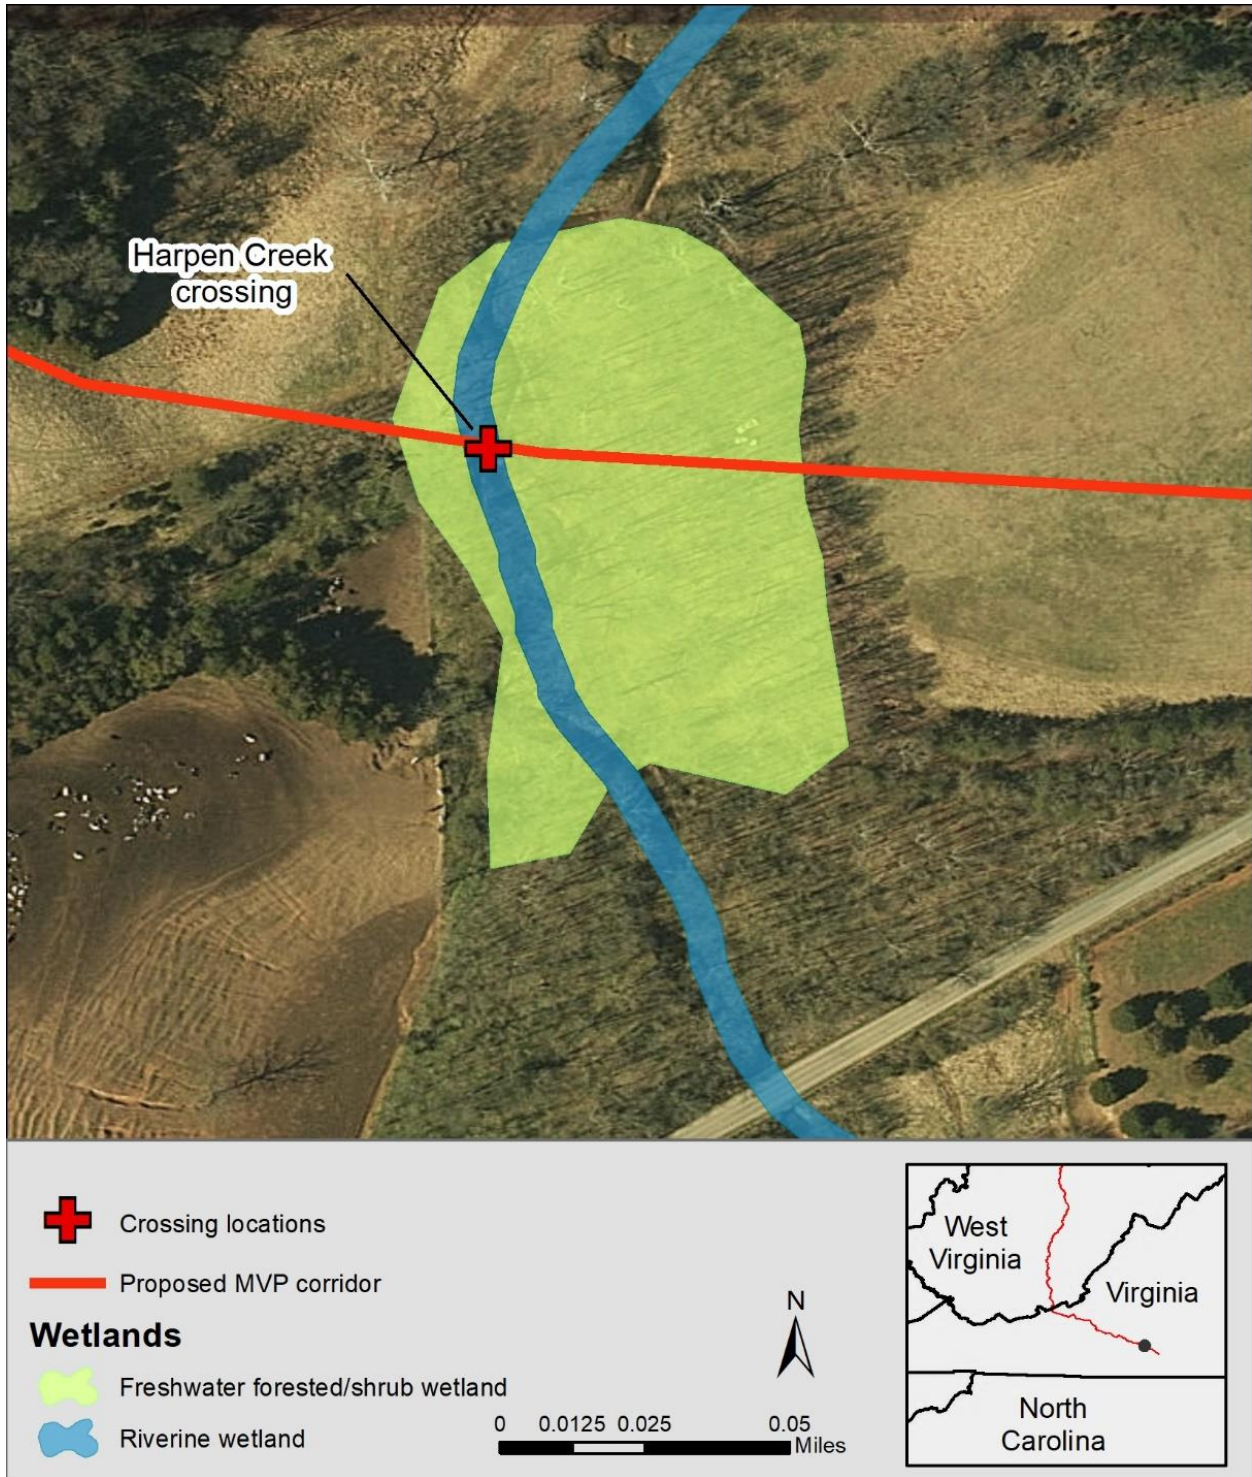 Harpen Creek
crossing
Crossing locations
Proposed MVP corridor
Wetlands
Freshwater forested/shrub wetland
Riverine wetland
N
0 0.0125 0.025 0.05
Miles
West
Virginia
Virginia
North
Carolina